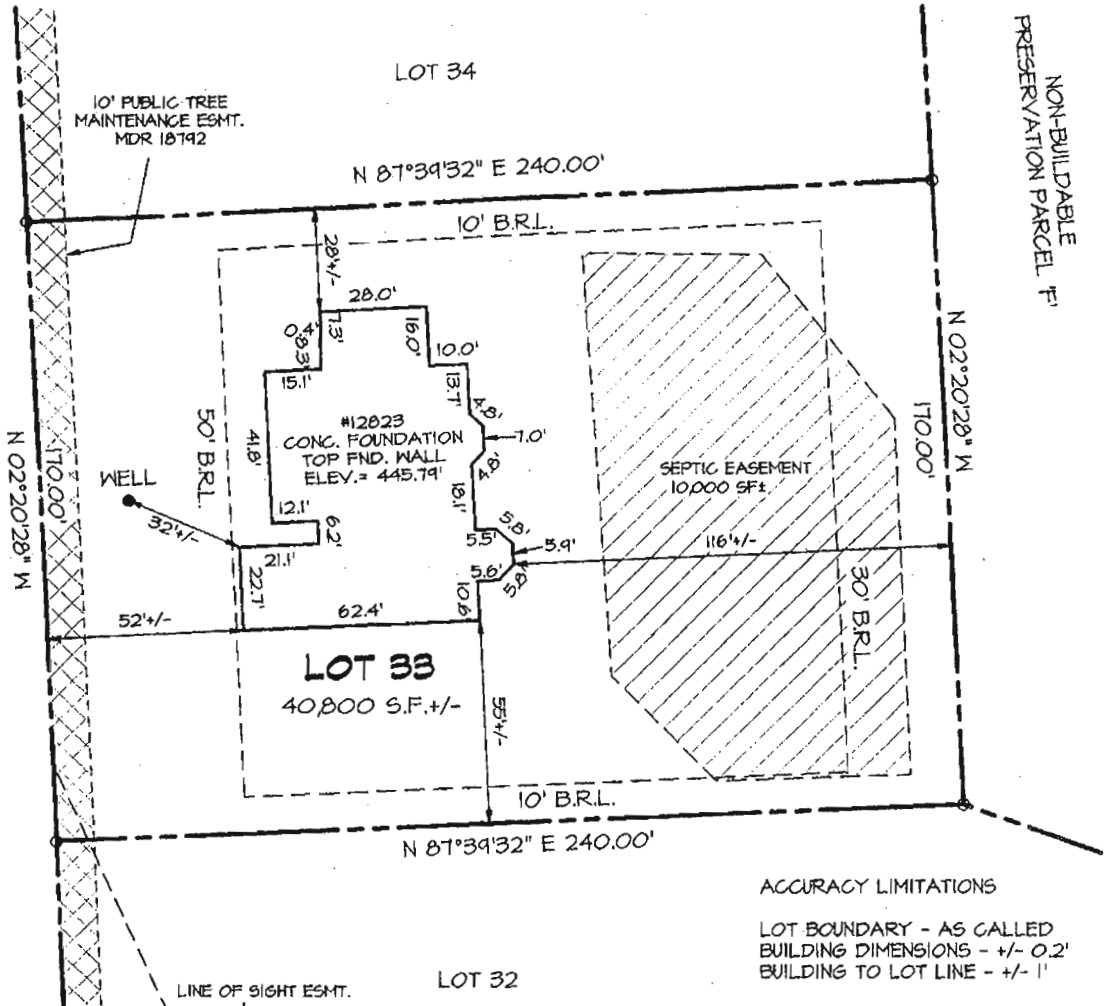 LOT 34
NON-BUILDABLE
PRESERVATION PARCEL 'F'
10' PUBLIC TREE
MAINTENANCE ESMT.
MDR 18792
N 87°39'32" E 240.00'
10' B.R.L.
28'+/-
28.0'
0.4'
7.3'
8.3'
16.0'
10.0'
15.1'
13.7'
4.8'
7.0'
4.8'
#12823
CONC. FOUNDATION
TOP FND. WALL
ELEV.= 445.79'
41.8'
50' B.R.L.
N 02°20'28" W
170.00'
N 02°20'28" W
170.00'
WELL
32'+/-
SEPTIC EASEMENT
10,000 SF±
18.1'
12.1'
6.2'
5.5'
5.8'
5.9'
116'+/-
21.1'
22.7'
5.6'
5.8'
10.6'
62.4'
52'+/-
30' B.R.L.
LOT 33
40,800 S.F.+/-
55'+/-
10' B.R.L.
N 87°39'32" E 240.00'
ACCURACY LIMITATIONS
LOT BOUNDARY - AS CALLED
BUILDING DIMENSIONS - +/- 0.2'
BUILDING TO LOT LINE - +/- 1'
LOT 32
LINE OF SIGHT ESMT.